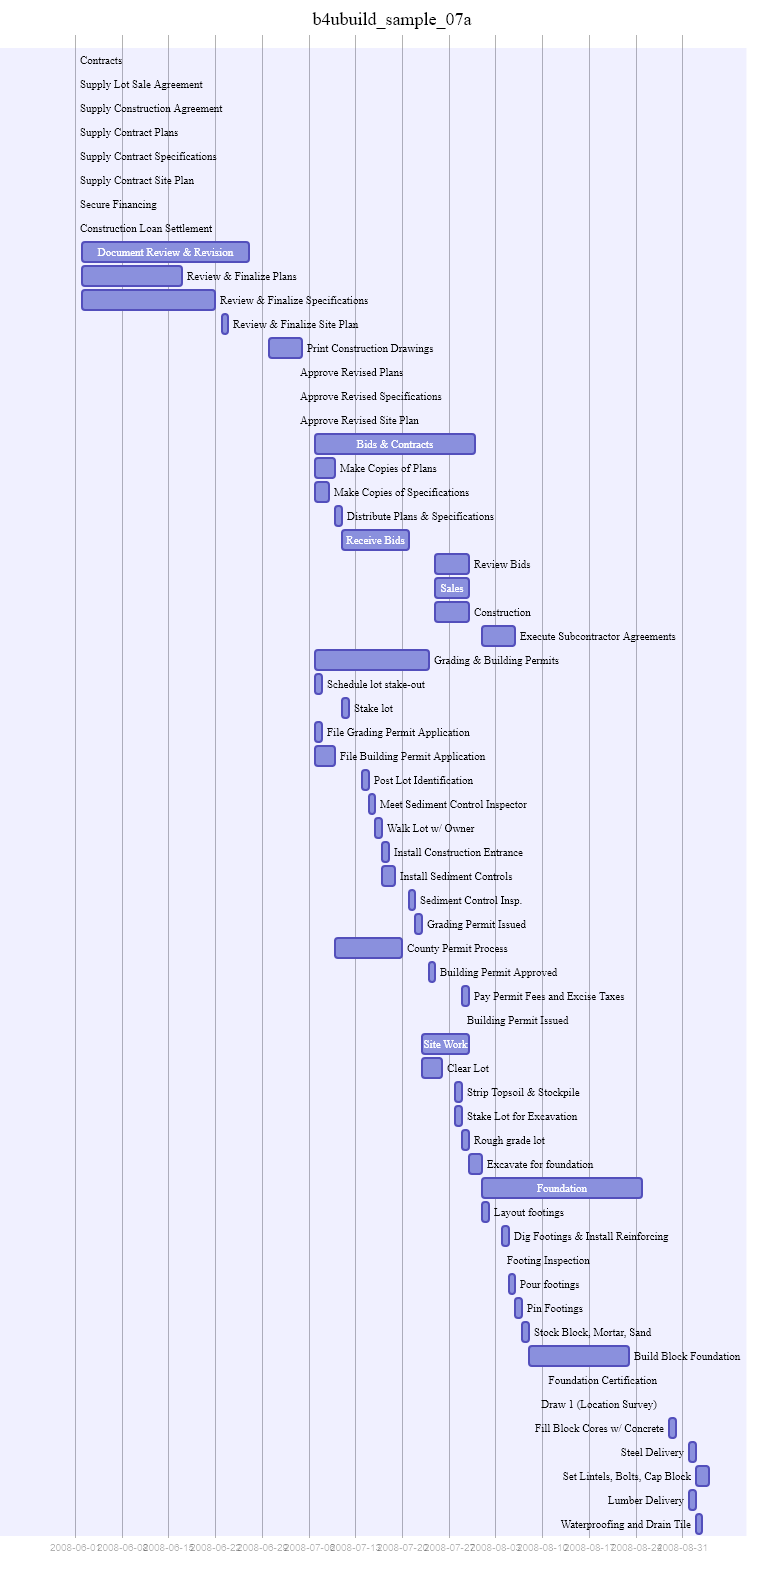 b4ubuild_sample_07a
Contracts
Supply Lot Sale Agreement
Supply Construction Agreement
Supply Contract Plans
Supply Contract Specifications
Supply Contract Site Plan
Secure Financing
Construction Loan Settlement
Document Review & Revision
Review & Finalize Plans
Review & Finalize Specifications
Review & Finalize Site Plan
Print Construction Drawings
Approve Revised Plans
Approve Revised Specifications
Approve Revised Site Plan
Bids & Contracts
Make Copies of Plans
Make Copies of Specifications
Distribute Plans & Specifications
Receive Bids
Review Bids
Sales
Construction
Execute Subcontractor Agreements
Grading & Building Permits
Schedule lot stake-out
Stake lot
File Grading Permit Application
File Building Permit Application
Post Lot Identification
Meet Sediment Control Inspector
Walk Lot w/ Owner
Install Construction Entrance
Install Sediment Controls
Sediment Control Insp.
Grading Permit Issued
County Permit Process
Building Permit Approved
Pay Permit Fees and Excise Taxes
Building Permit Issued
Site Work
Clear Lot
Strip Topsoil & Stockpile
Stake Lot for Excavation
Rough grade lot
Excavate for foundation
Foundation
Layout footings
Dig Footings & Install Reinforcing
Footing Inspection
Pour footings
Pin Footings
Stock Block, Mortar, Sand
Build Block Foundation
Foundation Certification
Draw 1 (Location Survey)
Fill Block Cores w/ Concrete
Steel Delivery
Set Lintels, Bolts, Cap Block
Lumber Delivery
Waterproofing and Drain Tile
2008-06-01 2008-06-08 2008-06-15 2008-06-22 2008-06-29 2008-07-06 2008-07-13 2008-07-20 2008-07-27 2008-08-03 2008-08-10 2008-08-17 2008-08-24 2008-08-31